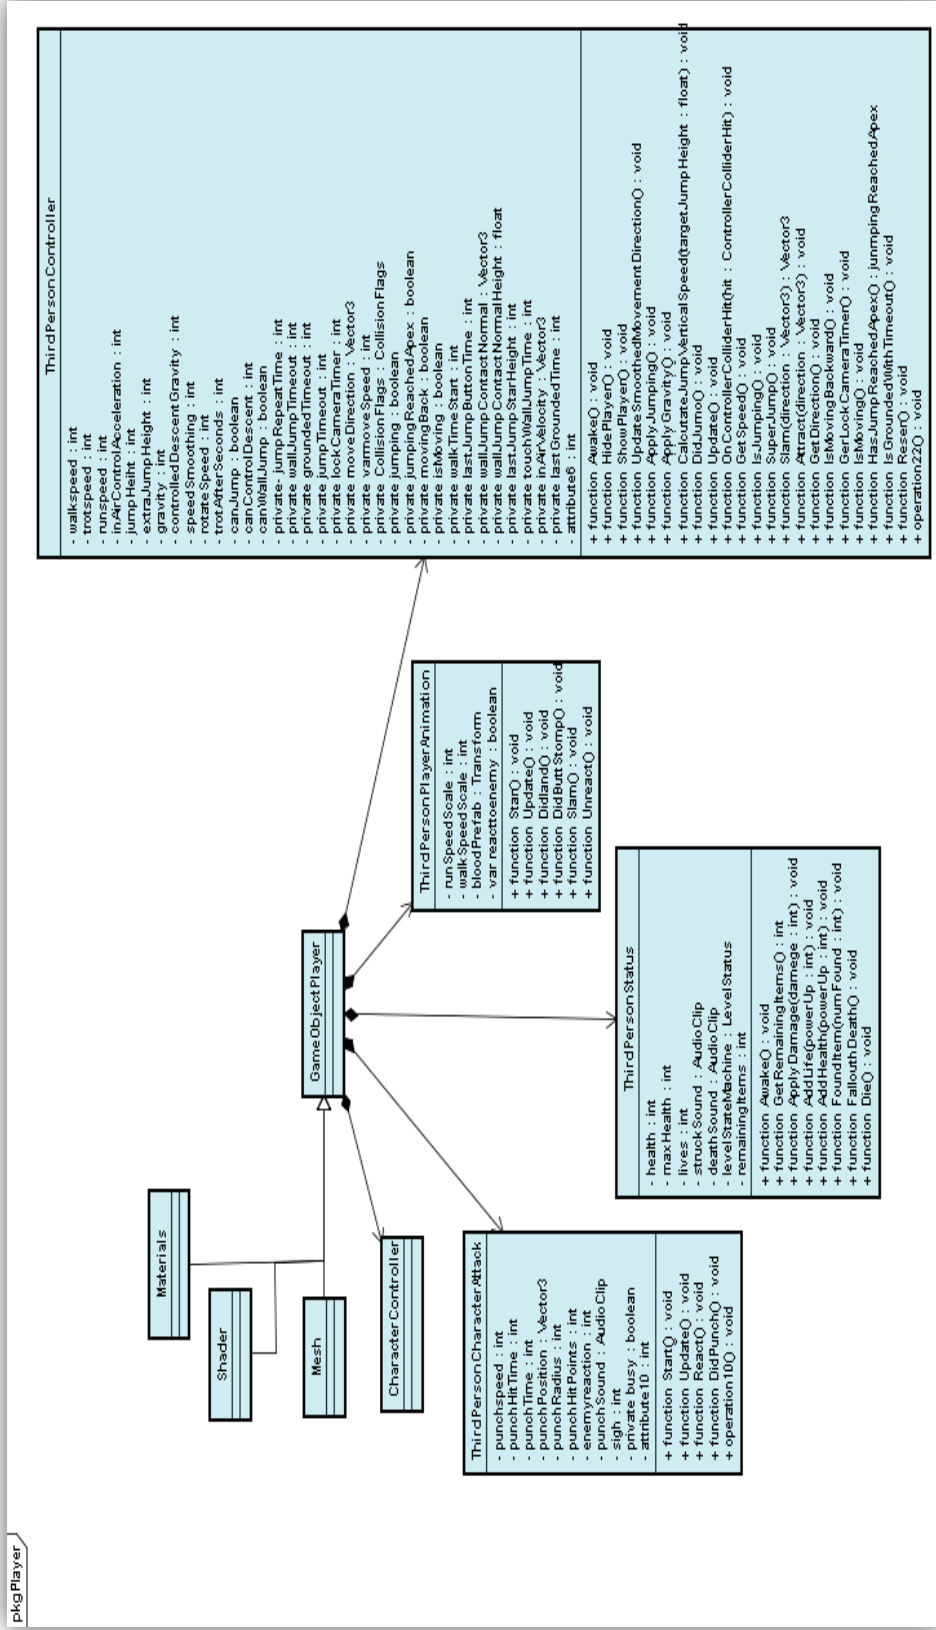 pkgPlayer
Materials
Shader
Mesh
CharacterController
GameObjectPlayer
ThirdPersonCharacterAttack
- punchspeed : int
- punchHitTime : int
- punchTime : int
- punchPosition : Vector3
- punchRadius : int
- punchHitPoints : int
- enemyreaction : int
- punchSound : AudioClip
- sigh : int
- private busy : boolean
- attribute10 : int
+ function Start() : void
+ function Update() : void
+ function React() : void
+ function DidPunch() : void
+ operation10() : void
ThirdPersonStatus
- health : int
- maxHealth : int
- lives : int
- struckSound : AudioClip
- deathSound : AudioClip
- levelStateMachine : LevelStatus
- remainingItems : int
+ function Awake() : void
+ function GetRemainingItems() : int
+ function ApplyDamage(damege : int) : void
+ function AddLife(powerUp : int) : void
+ function AddHealth(powerUp : int) : void
+ function FoundItem(numFound : int) : void
+ function FalloutDeath() : void
+ function Die() : void
ThirdPersonPlayerAnimation
- runSpeedScale : int
- walkSpeedScale : int
- bloodPrefab : Transform
- var reacttoenemy : boolean
+ function Star() : void
+ function Update() : void
+ function Didland() : void
+ function DidButtStomp() : void
+ function Slam() : void
+ function Unreact() : void
ThirdPersonController
- walkspeed : int
- trotspeed : int
- runspeed : int
- inAirControlAcceleration : int
- jumpHeiht : int
- extraJumpHeight : int
- gravity : int
- controlledDescentGravity : int
- speedSmoothing : int
- rotateSpeed : int
- trotAfterSeconds : int
- canJump : boolean
- canControlDescent : int
- canWallJump : boolean
- private- jumpRepeatTime : int
- private wallJumpTimeout : int
- private groundedTimeout : int
- private jumpTimeout : int
- private lockCameraTimer : int
- private moveDirection : Vector3
- private varmoveSpeed : int
- private CollisionFlags : CollisionFlags
- private jumping : boolean
- private jumpingReachedApex : boolean
- private movingBack : boolean
- private isMoving : boolean
- private walkTimeStart : int
- private lastJumpButtonTime : int
- private wallJumpContactNormal : Vector3
- private wallJumpContactNormalHeight : float
- private lastJumpStarHeight : int
- private touchWallJumpTime : int
- private inAirVelocity : Vector3
- private lastGroundedTime : int
- attribute6 : int
+ function Awake() : void
+ function HidePlayer() : void
+ function ShowPlayer() : void
+ function UpdateSmoothedMovementDirection() : void
+ function ApplyJumping() : void
+ function ApplyGravity() : void
+ function CalcutateJumpVerticalSpeed(targetJumpHeight : float) : void
+ function DidJump() : void
+ function Update() : void
+ function OnControllerColliderHit(hit : ControllerColliderHit) : void
+ function GetSpeed() : void
+ function IsJumping() : void
+ function SuperJump() : void
+ function Slam(direction : Vector3) : Vector3
+ function Attract(direction : Vector3) : void
+ function GetDirection() : void
+ function IsMovingBackward() : void
+ function GerLockCameraTimer() : void
+ function IsMoving() : void
+ function HasJumpReachedApex() : junmpingReachedApex
+ function IsGroundedWithTimeout() : void
+ function Reser() : void
+ operation22() : void